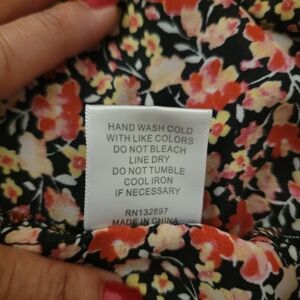 HAND WASH COLD
WITH LIKE COLORS
DO NOT BLEACH
LINE DRY
DO NOT TUMBLE
COOL IRON
IF NECESSARY
RN132697
MADE IN CHINA